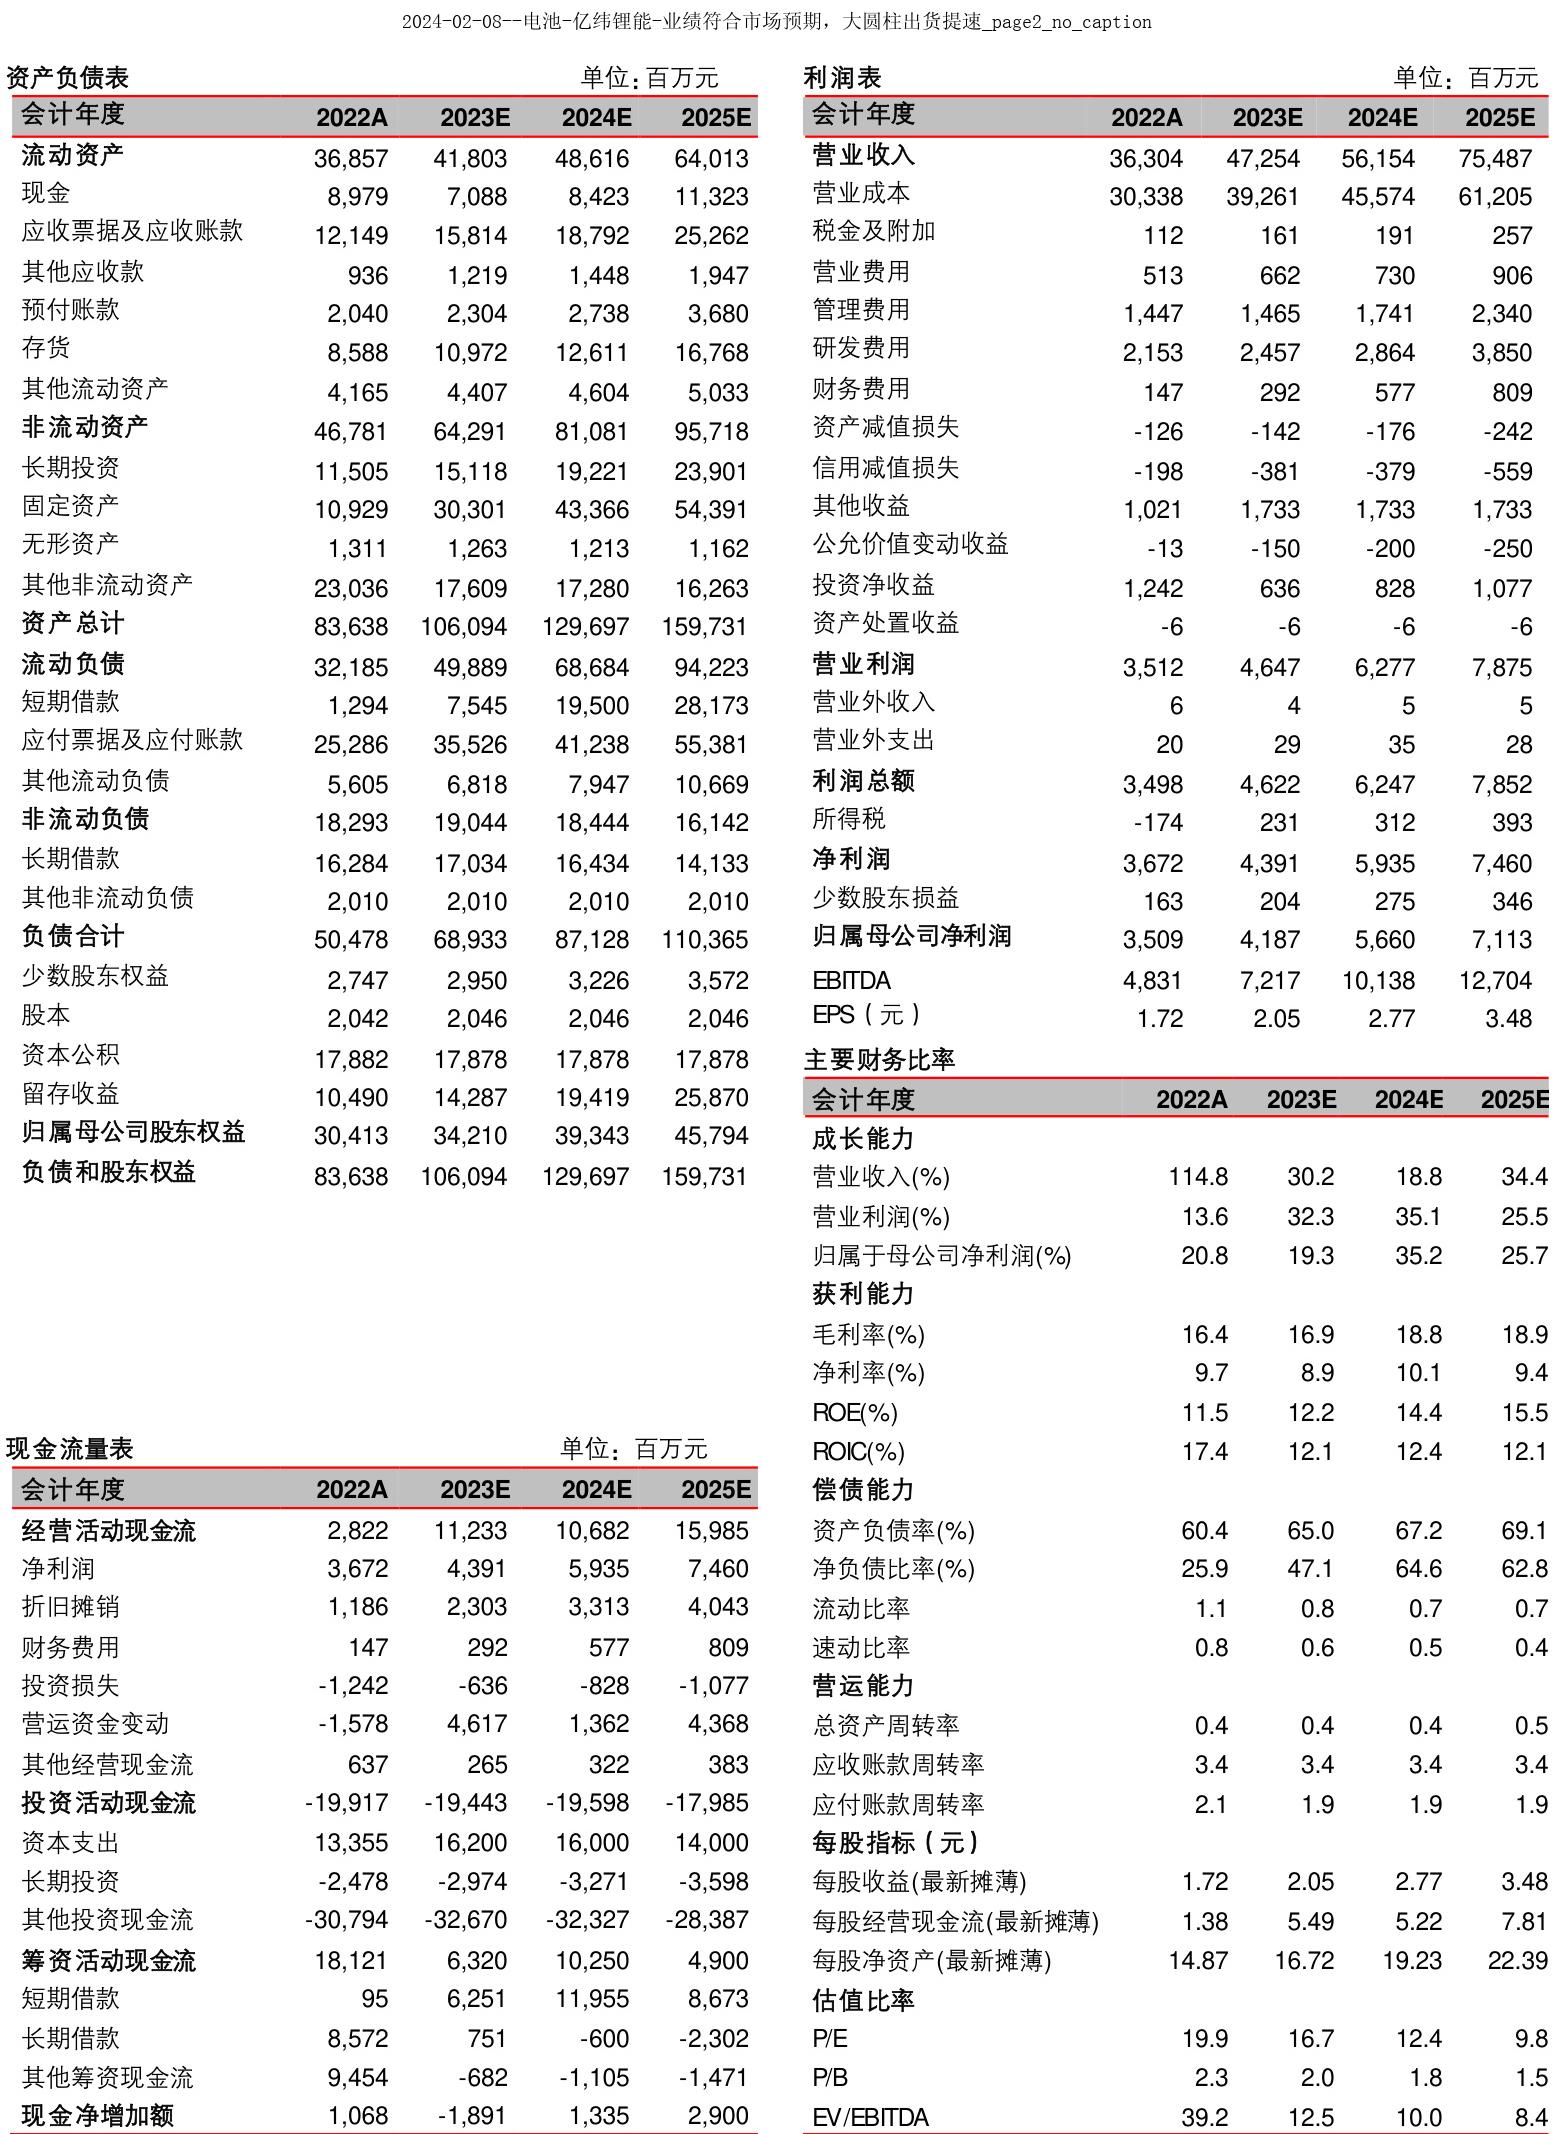 2024-02-08--电池-亿纬锂能-业绩符合市场预期，大圆柱出货提速_page2_no_caption
资产负债表 单位：百万元
会计年度 2022A 2023E 2024E 2025E
流动资产 36,857 41,803 48,616 64,013
现金 8,979 7,088 8,423 11,323
应收票据及应收账款 12,149 15,814 18,792 25,262
其他应收款 936 1,219 1,448 1,947
预付账款 2,040 2,304 2,738 3,680
存货 8,588 10,972 12,611 16,768
其他流动资产 4,165 4,407 4,604 5,033
非流动资产 46,781 64,291 81,081 95,718
长期投资 11,505 15,118 19,221 23,901
固定资产 10,929 30,301 43,366 54,391
无形资产 1,311 1,263 1,213 1,162
其他非流动资产 23,036 17,609 17,280 16,263
资产总计 83,638 106,094 129,697 159,731
流动负债 32,185 49,889 68,684 94,223
短期借款 1,294 7,545 19,500 28,173
应付票据及应付账款 25,286 35,526 41,238 55,381
其他流动负债 5,605 6,818 7,947 10,669
非流动负债 18,293 19,044 18,444 16,142
长期借款 16,284 17,034 16,434 14,133
其他非流动负债 2,010 2,010 2,010 2,010
负债合计 50,478 68,933 87,128 110,365
少数股东权益 2,747 2,950 3,226 3,572
股本 2,042 2,046 2,046 2,046
资本公积 17,882 17,878 17,878 17,878
留存收益 10,490 14,287 19,419 25,870
归属母公司股东权益 30,413 34,210 39,343 45,794
负债和股东权益 83,638 106,094 129,697 159,731
现金流量表 单位：百万元
会计年度 2022A 2023E 2024E 2025E
经营活动现金流 2,822 11,233 10,682 15,985
净利润 3,672 4,391 5,935 7,460
折旧摊销 1,186 2,303 3,313 4,043
财务费用 147 292 577 809
投资损失 -1,242 -636 -828 -1,077
营运资金变动 -1,578 4,617 1,362 4,368
其他经营现金流 637 265 322 383
投资活动现金流 -19,917 -19,443 -19,598 -17,985
资本支出 13,355 16,200 16,000 14,000
长期投资 -2,478 -2,974 -3,271 -3,598
其他投资现金流 -30,794 -32,670 -32,327 -28,387
筹资活动现金流 18,121 6,320 10,250 4,900
短期借款 95 6,251 11,955 8,673
长期借款 8,572 751 -600 -2,302
其他筹资现金流 9,454 -682 -1,105 -1,471
现金净增加额 1,068 -1,891 1,335 2,900
利润表 单位：百万元
会计年度 2022A 2023E 2024E 2025E
营业收入 36,304 47,254 56,154 75,487
营业成本 30,338 39,261 45,574 61,205
税金及附加 112 161 191 257
营业费用 513 662 730 906
管理费用 1,447 1,465 1,741 2,340
研发费用 2,153 2,457 2,864 3,850
财务费用 147 292 577 809
资产减值损失 -126 -142 -176 -242
信用减值损失 -198 -381 -379 -559
其他收益 1,021 1,733 1,733 1,733
公允价值变动收益 -13 -150 -200 -250
投资净收益 1,242 636 828 1,077
资产处置收益 -6 -6 -6 -6
营业利润 3,512 4,647 6,277 7,875
营业外收入 6 4 5 5
营业外支出 20 29 35 28
利润总额 3,498 4,622 6,247 7,852
所得税 -174 231 312 393
净利润 3,672 4,391 5,935 7,460
少数股东损益 163 204 275 346
归属母公司净利润 3,509 4,187 5,660 7,113
EBITDA 4,831 7,217 10,138 12,704
EPS（元） 1.72 2.05 2.77 3.48
主要财务比率
会计年度 2022A 2023E 2024E 2025E
成长能力
营业收入(%) 114.8 30.2 18.8 34.4
营业利润(%) 13.6 32.3 35.1 25.5
归属于母公司净利润(%) 20.8 19.3 35.2 25.7
获利能力
毛利率(%) 16.4 16.9 18.8 18.9
净利率(%) 9.7 8.9 10.1 9.4
ROE(%) 11.5 12.2 14.4 15.5
ROIC(%) 17.4 12.1 12.4 12.1
偿债能力
资产负债率(%) 60.4 65.0 67.2 69.1
净负债比率(%) 25.9 47.1 64.6 62.8
流动比率 1.1 0.8 0.7 0.7
速动比率 0.8 0.6 0.5 0.4
营运能力
总资产周转率 0.4 0.4 0.4 0.5
应收账款周转率 3.4 3.4 3.4 3.4
应付账款周转率 2.1 1.9 1.9 1.9
每股指标（元）
每股收益(最新摊薄) 1.72 2.05 2.77 3.48
每股经营现金流(最新摊薄) 1.38 5.49 5.22 7.81
每股净资产(最新摊薄) 14.87 16.72 19.23 22.39
估值比率
P/E 19.9 16.7 12.4 9.8
P/B 2.3 2.0 1.8 1.5
EV/EBITDA 39.2 12.5 10.0 8.4